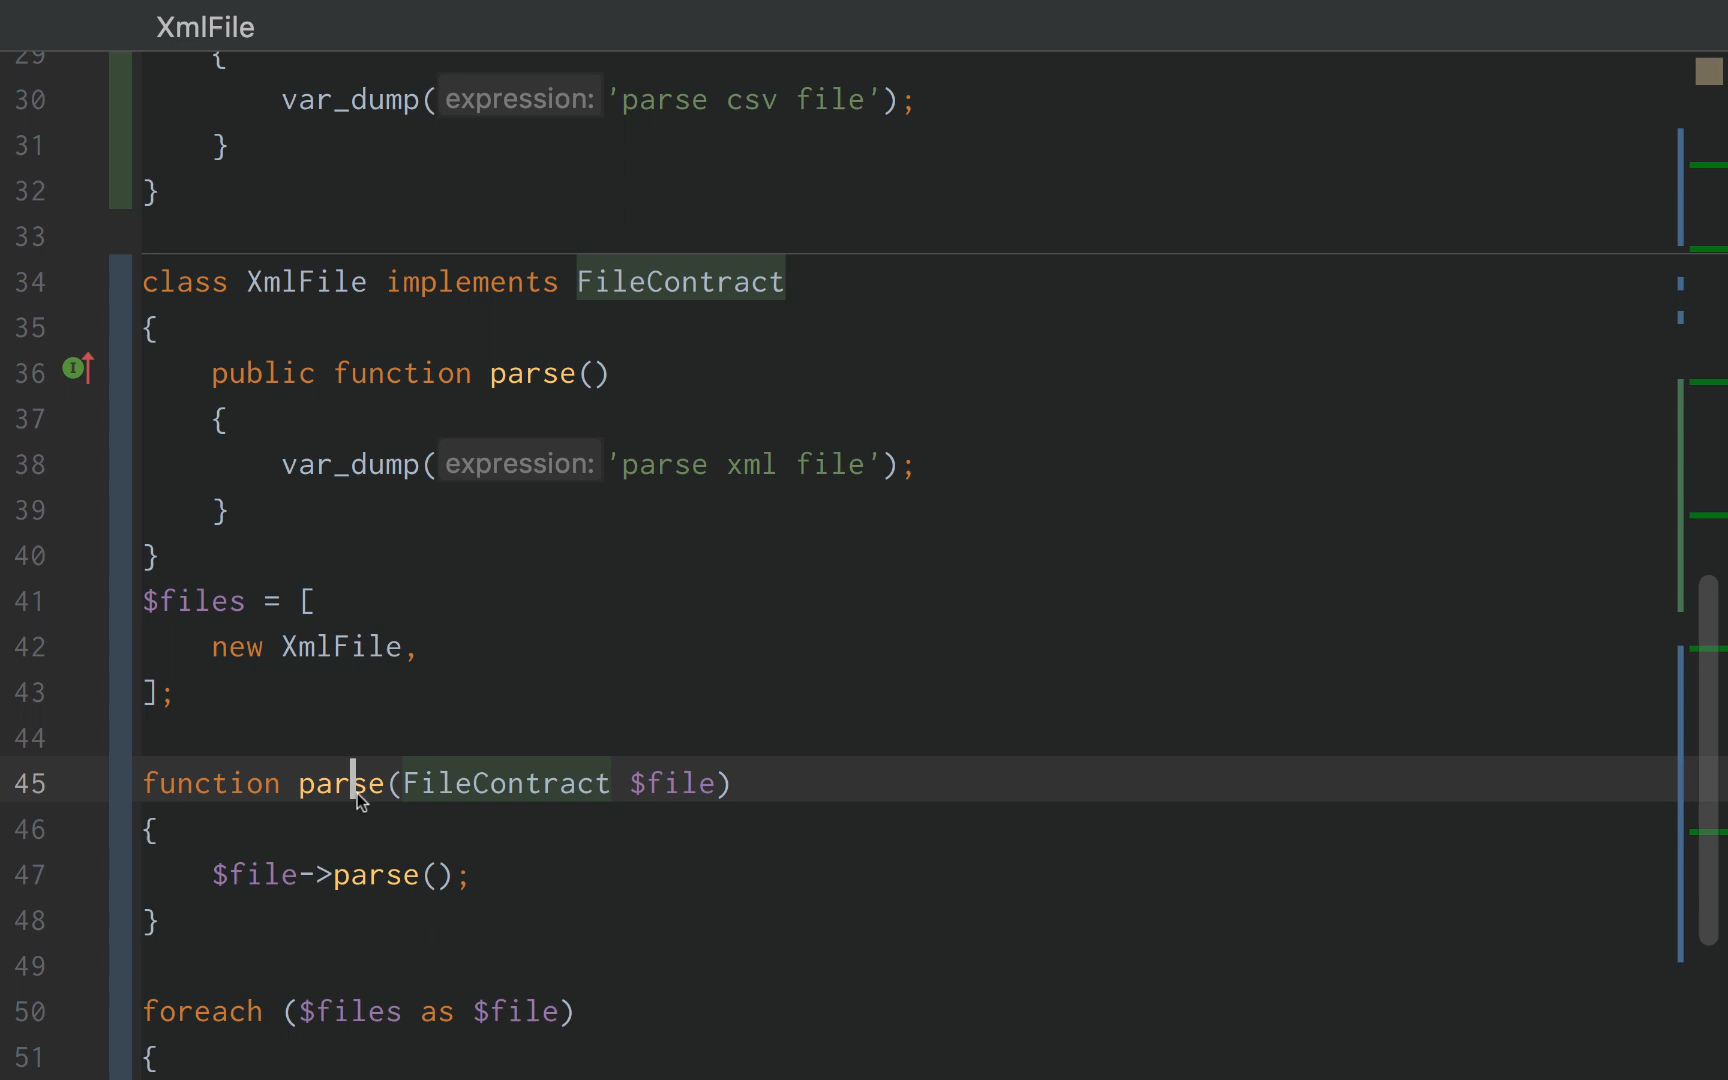 XmlFile
29 {
30 var_dump( expression: 'parse csv file');
31 }
32 }
33
34 class XmlFile implements FileContract
35 {
36 I public function parse()
37 {
38 var_dump( expression: 'parse xml file');
39 }
40 }
41 $files = [
42 new XmlFile,
43 ];
44
45 function parse(FileContract $file)
46 {
47 $file->parse();
48 }
49
50 foreach ($files as $file)
51 {